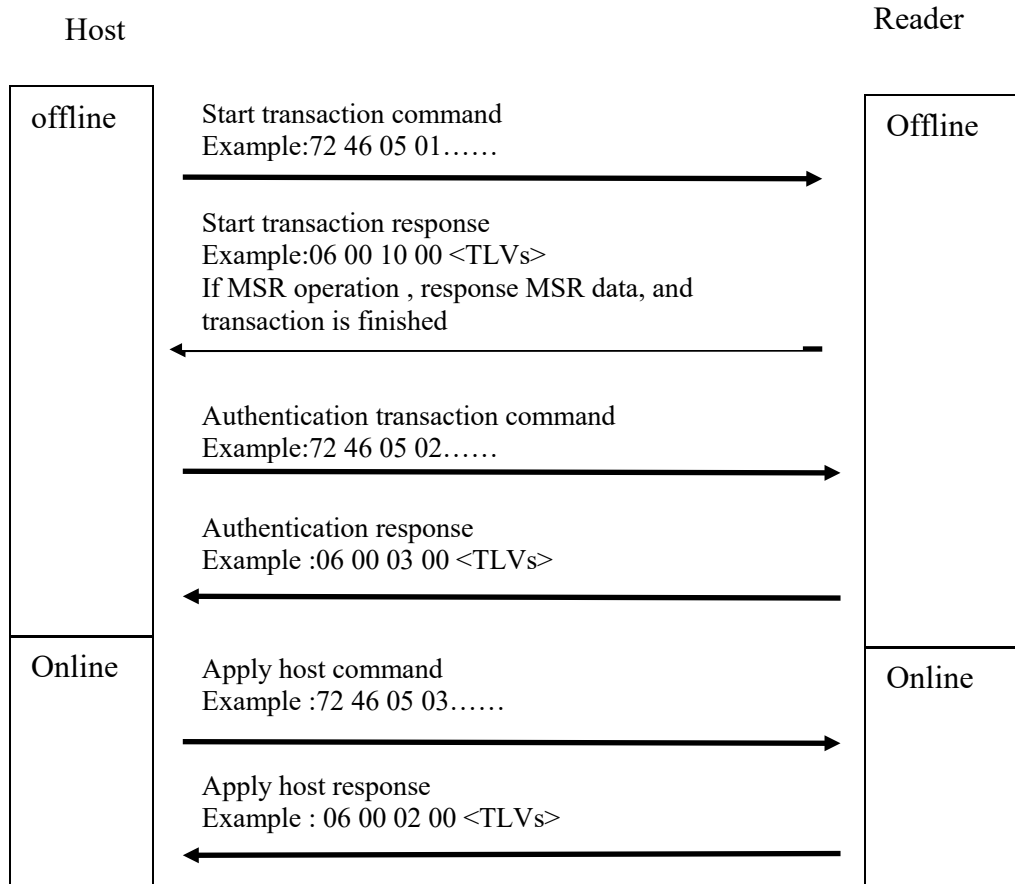 Host
Reader
offline
Offline
Start transaction command
Example:72 46 05 01……
Start transaction response
Example:06 00 10 00 <TLVs>
If MSR operation , response MSR data, and
transaction is finished
Authentication transaction command
Example:72 46 05 02……
Authentication response
Example :06 00 03 00 <TLVs>
Online
Online
Apply host command
Example :72 46 05 03……
Apply host response
Example : 06 00 02 00 <TLVs>